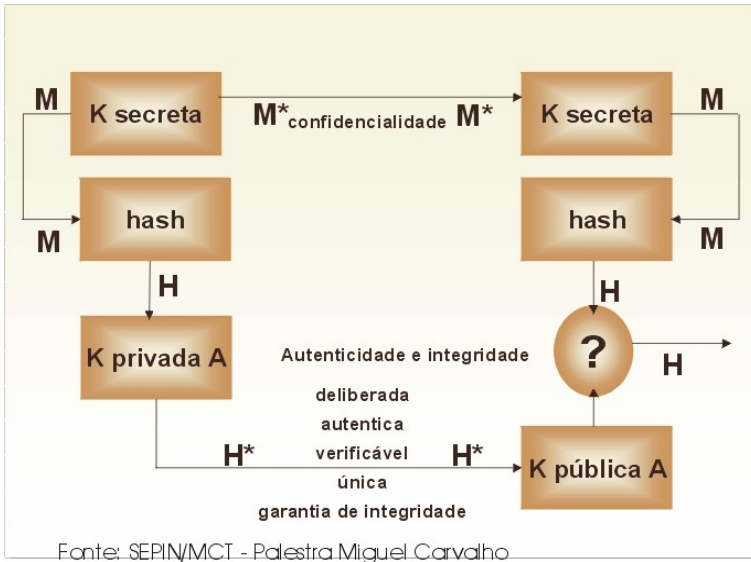 M K secreta M* confidencialidade M* K secreta M
hash hash
M M
H H
K privada A Autenticidade e integridade ? H
deliberada
autentica
H* verificável H* K pública A
única
garantia de integridade
Fonte: SEPIN/MCT - Palestra Miguel Carvalho